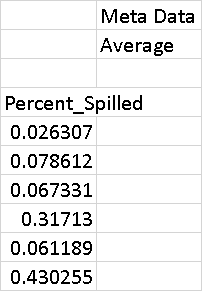 Meta Data
Average
Percent_Spilled
0.026307
0.078612
0.067331
0.31713
0.061189
0.430255